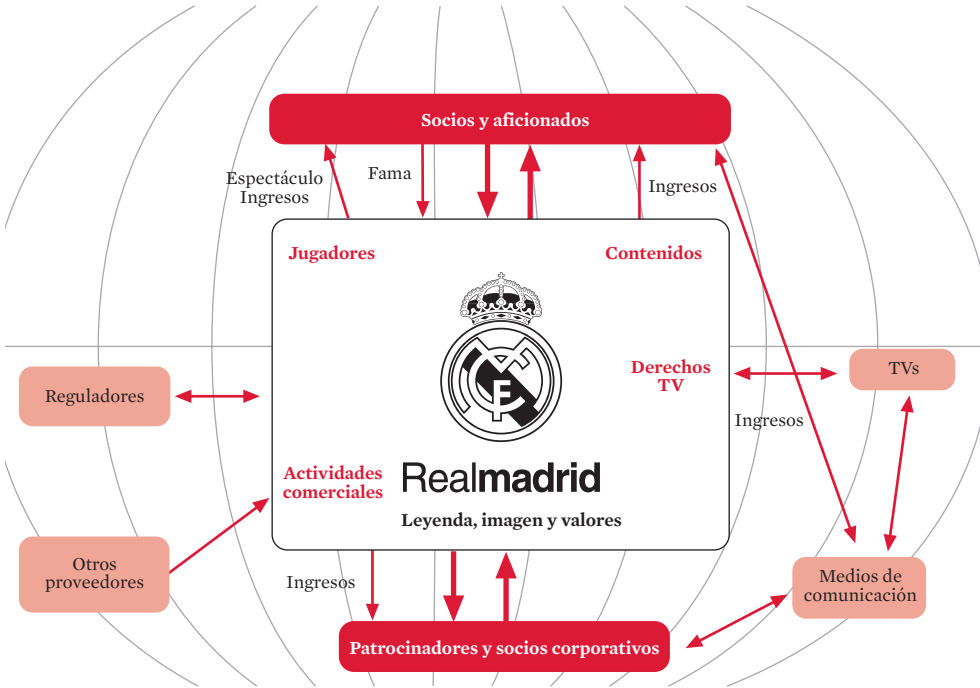 Socios y aficionados
Espectáculo
Ingresos
Fama
Ingresos
Jugadores
Contenidos
Derechos
TV
TVs
Reguladores
Ingresos
Actividades
comerciales
Realmadrid
Leyenda, imagen y valores
Otros
proveedores
Ingresos
Medios de
comunicación
Patrocinadores y socios corporativos